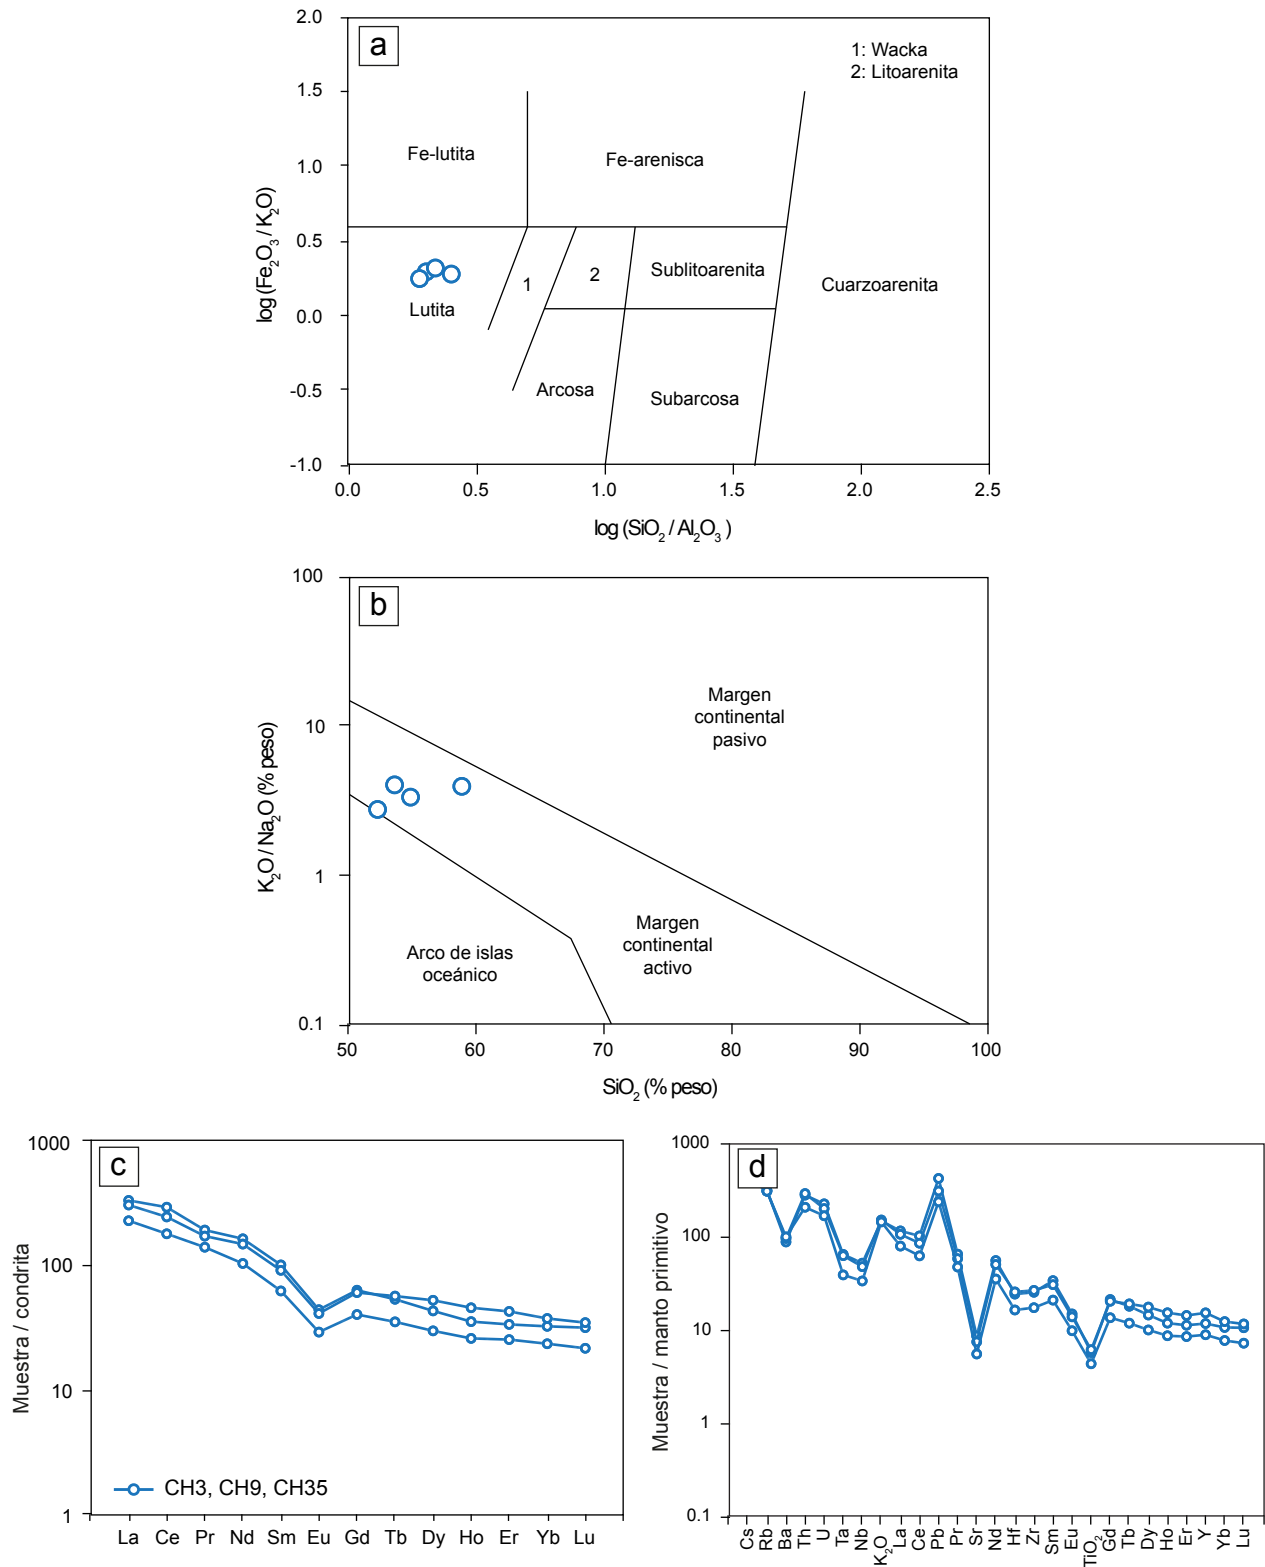 a
1: Wacka
2: Litoarenita
2.0
1.5
1.0
0.5
0.0
-0.5
-1.0
log (Fe2O3 / K2O)
Fe-lutita
Fe-arenisca
Lutita
1
2
Sublitoarenita
Cuarzoarenita
Arcosa
Subarcosa
0.0 0.5 1.0 1.5 2.0 2.5
log (SiO2 / Al2O3 )
b
100
10
1
0.1
K2O / Na2O (% peso)
Margen
continental
pasivo
Margen
continental
activo
Arco de islas
oceánico
50 60 70 80 90 100
SiO2 (% peso)
c
1000
100
10
1
Muestra / condrita
CH3, CH9, CH35
La Ce Pr Nd Sm Eu Gd Tb Dy Ho Er Yb Lu
d
1000
100
10
1
0.1
Muestra / manto primitivo
Cs Rb Ba Th U Ta Nb K2O La Ce Pb Pr Sr Nd Hf Zr Sm Eu TiO2 Gd Tb Dy Ho Er Y Yb Lu